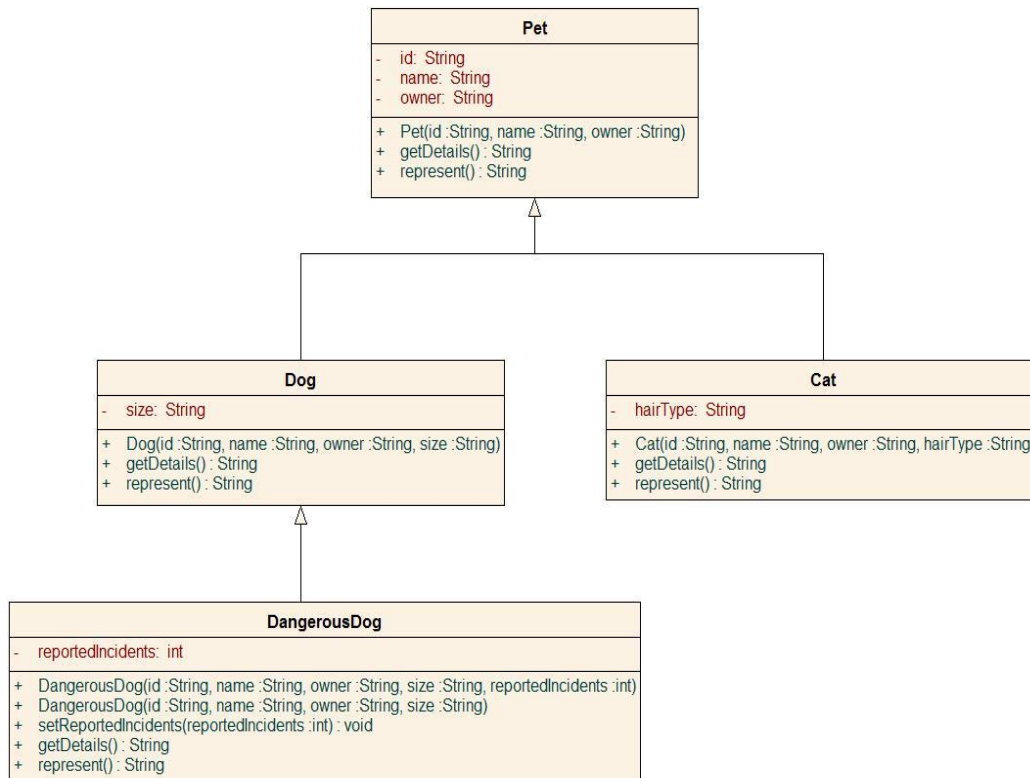 Pet
- id: String
- name: String
- owner: String
+ Pet(id :String, name :String, owner :String)
+ getDetails() : String
+ represent() : String
Dog
- size: String
+ Dog(id :String, name :String, owner :String, size :String)
+ getDetails() : String
+ represent() : String
Cat
- hairType: String
+ Cat(id :String, name :String, owner :String, hairType :String
+ getDetails() : String
+ represent() : String
DangerousDog
- reportedIncidents: int
+ DangerousDog(id :String, name :String, owner :String, size :String, reportedIncidents :int)
+ DangerousDog(id :String, name :String, owner :String, size :String)
+ setReportedIncidents(reportedIncidents :int) : void
+ getDetails() : String
+ represent() : String